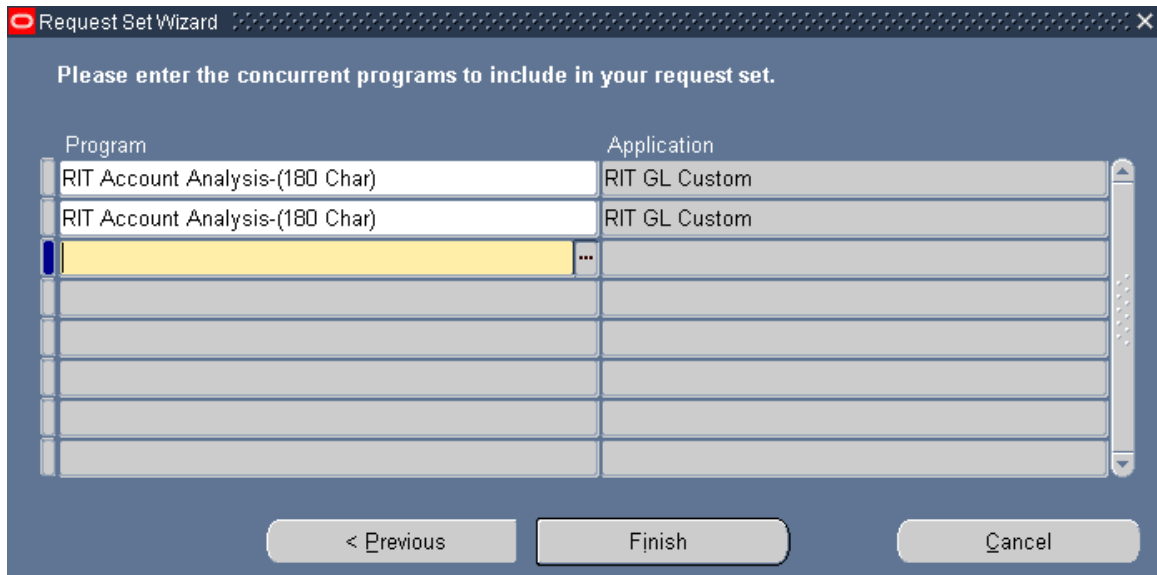 Request Set Wizard
Please enter the concurrent programs to include in your request set.
Program Application
RIT Account Analysis-(180 Char) RIT GL Custom
RIT Account Analysis-(180 Char) RIT GL Custom
...
< Previous Finish Cancel